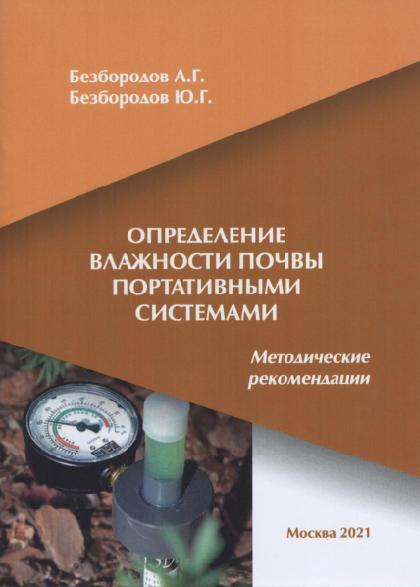 Безбородов А.Г.
Безбородов Ю.Г.
ОПРЕДЕЛЕНИЕ
ВЛАЖНОСТИ ПОЧВЫ
ПОРТАТИВНЫМИ
СИСТЕМАМИ
Методические
рекомендации
Москва 2021